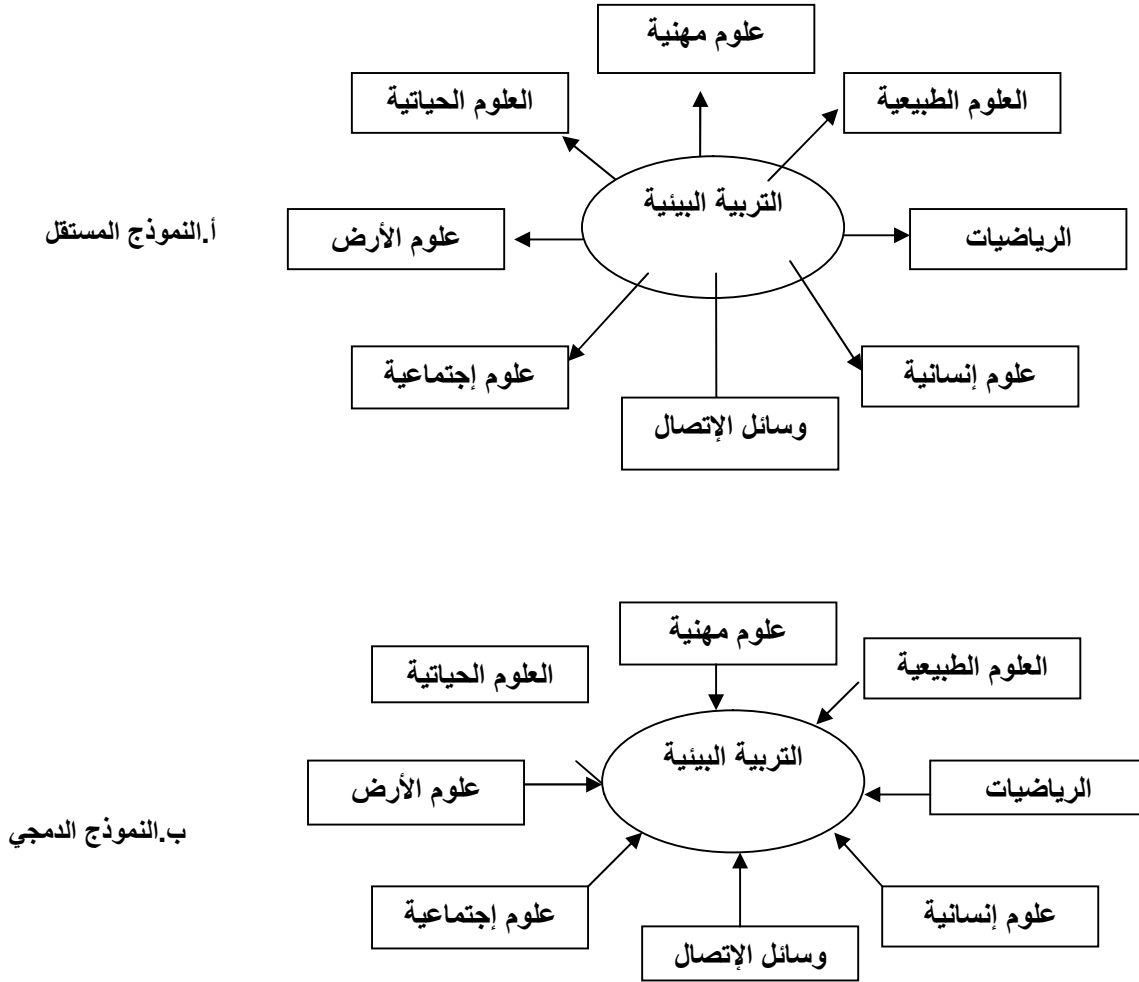 علوم مهنية
العلوم الطبيعية
العلوم الحياتية
التربية البيئية
الرياضيات
علوم الأرض
أ.النموذج المستقل
علوم إنسانية
علوم إجتماعية
وسائل الإتصال
علوم مهنية
العلوم الطبيعية
العلوم الحياتية
التربية البيئية
الرياضيات
علوم الأرض
ب.النموذج الدمجي
علوم إنسانية
علوم إجتماعية
وسائل الإتصال